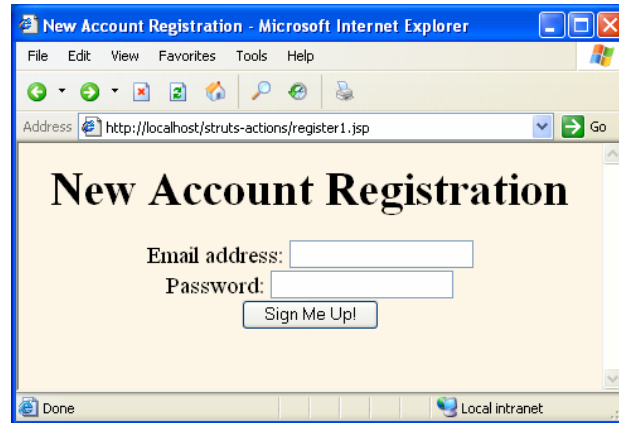 New Account Registration - Microsoft Internet Explorer
File Edit View Favorites Tools Help
Address http://localhost/struts-actions/register1.jsp Go
New Account Registration
Email address:
Password:
Sign Me Up!
Done Local intranet